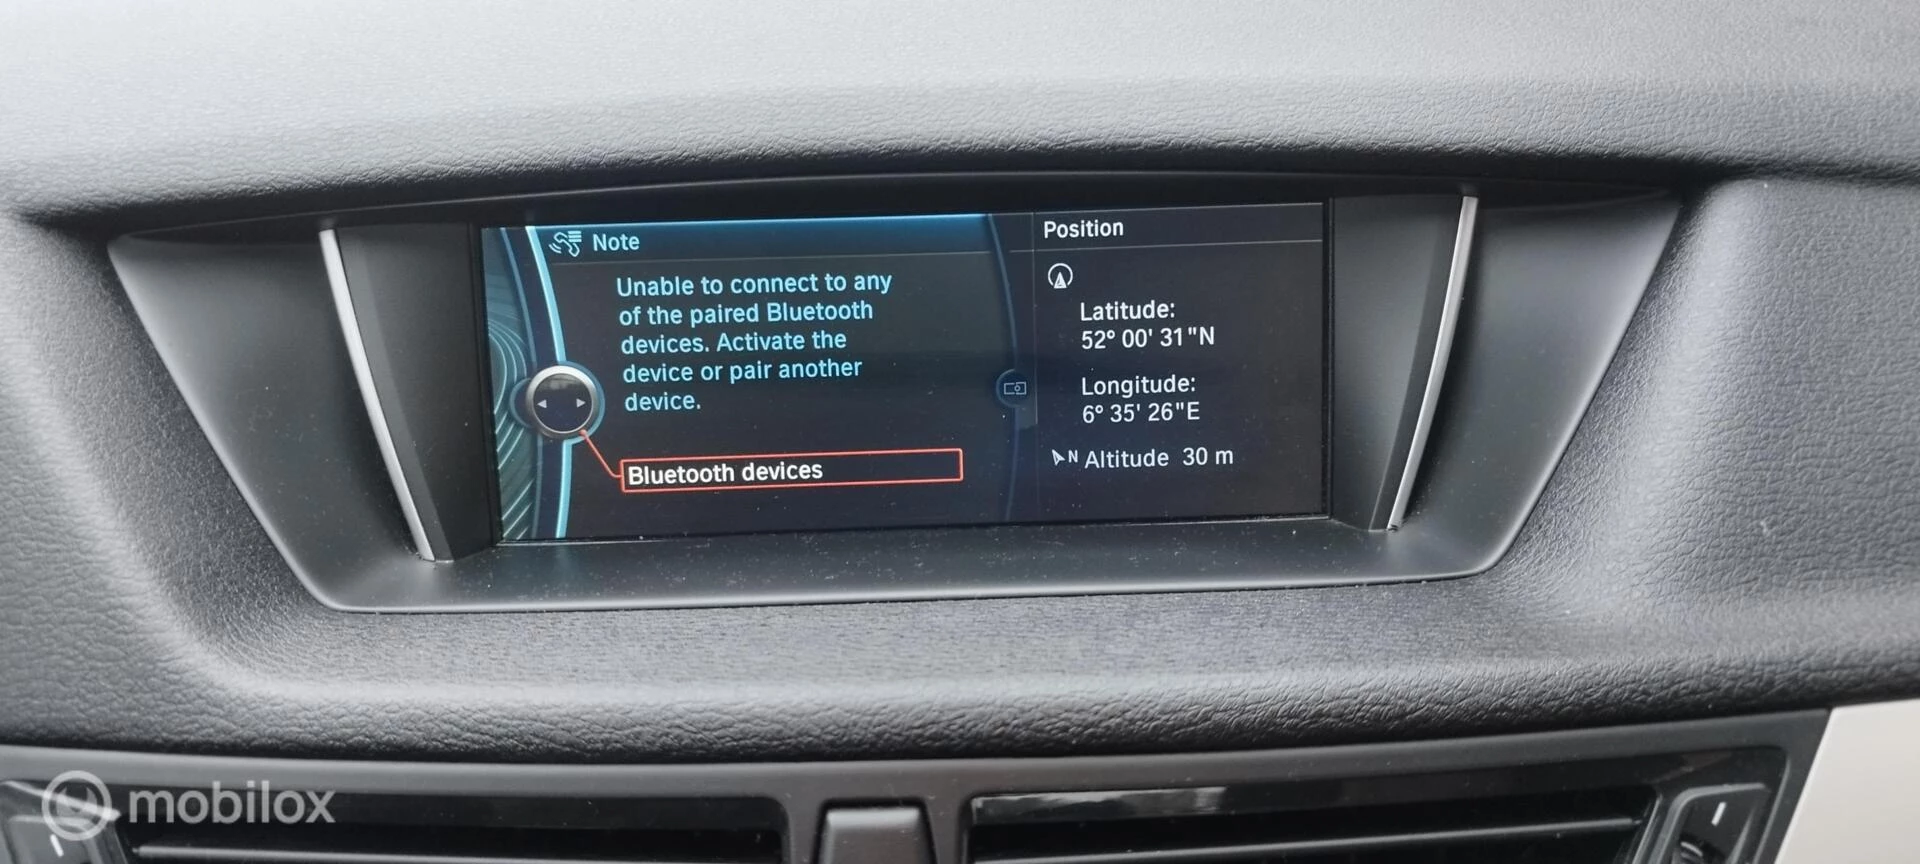 Note
Unable to connect to any
of the paired Bluetooth
devices. Activate the
device or pair another
device.
Bluetooth devices
Position
Latitude:
52° 00' 31"N
Longitude:
6° 35' 26"E
N Altitude 30 m
mobilox